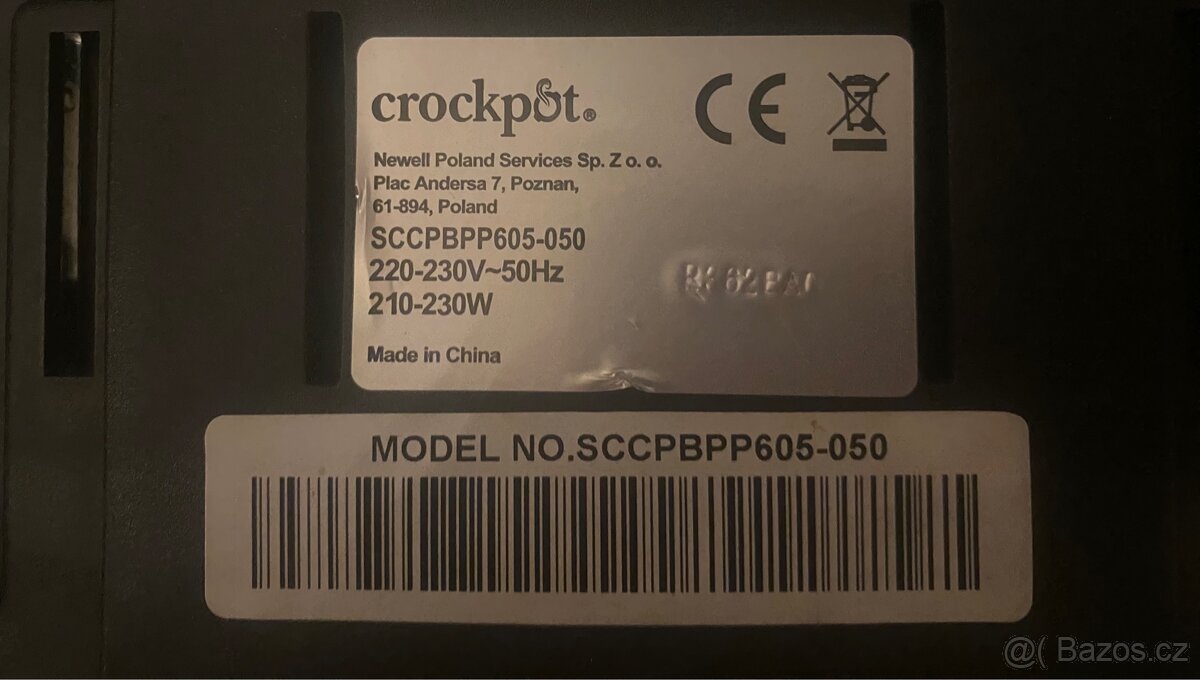 crockpot®
CE
Newell Poland Services Sp. Z o. o.
Plac Andersa 7, Poznan,
61-894, Poland
SCCPBPP605-050
220-230V~50Hz
210-230W
Made in China
MODEL NO.SCCPBPP605-050
@( Bazos.cz